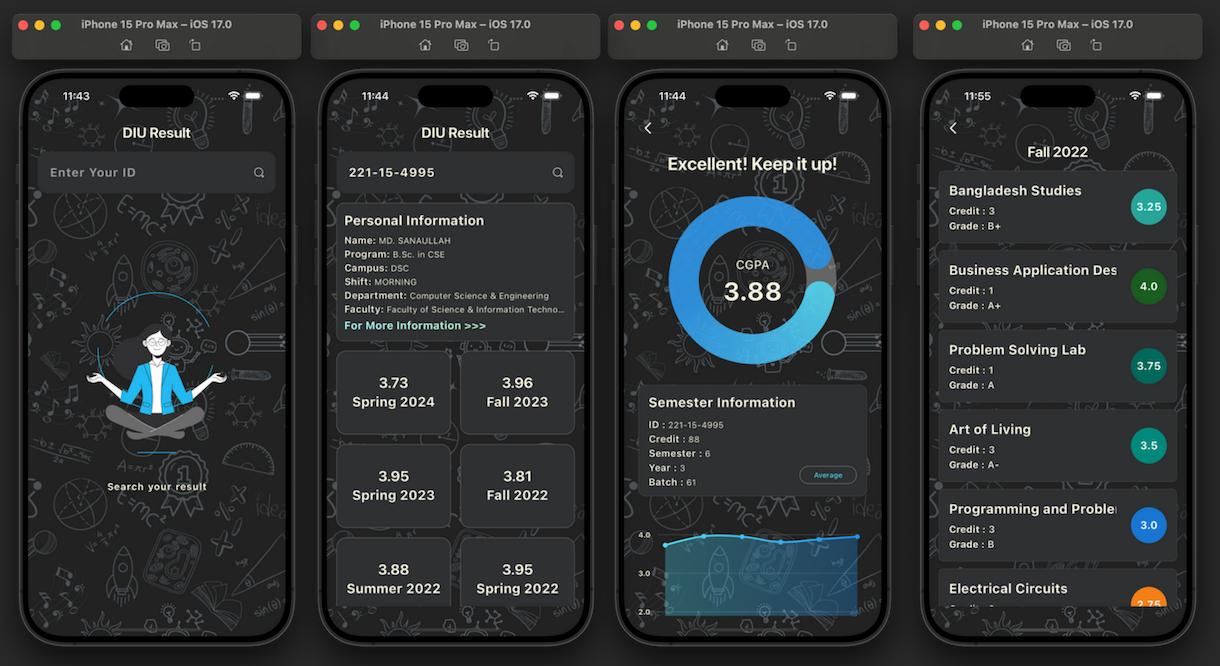 iPhone 15 Pro Max – iOS 17.0
11:43
DIU Result
Enter Your ID
Search your result
iPhone 15 Pro Max – iOS 17.0
11:44
DIU Result
221-15-4995
Personal Information
Name: MD. SANAULLAH
Program: B.Sc. in CSE
Campus: DSC
Shift: MORNING
Department: Computer Science & Engineering
Faculty: Faculty of Science & Information Techno...
For More Information >>>
3.73
Spring 2024
3.96
Fall 2023
3.95
Spring 2023
3.81
Fall 2022
3.88
Summer 2022
3.95
Spring 2022
iPhone 15 Pro Max – iOS 17.0
11:44
Excellent! Keep it up!
CGPA
3.88
Semester Information
ID : 221-15-4995
Credit : 88
Semester : 6
Year : 3
Batch : 61
Average
4.0
3.0
2.0
iPhone 15 Pro Max – iOS 17.0
11:55
Fall 2022
Bangladesh Studies
Credit : 3
Grade : B+
3.25
Business Application Des
Credit : 1
Grade : A+
4.0
Problem Solving Lab
Credit : 1
Grade : A
3.75
Art of Living
Credit : 3
Grade : A-
3.5
Programming and Proble
Credit : 3
Grade : B
3.0
Electrical Circuits
2.75